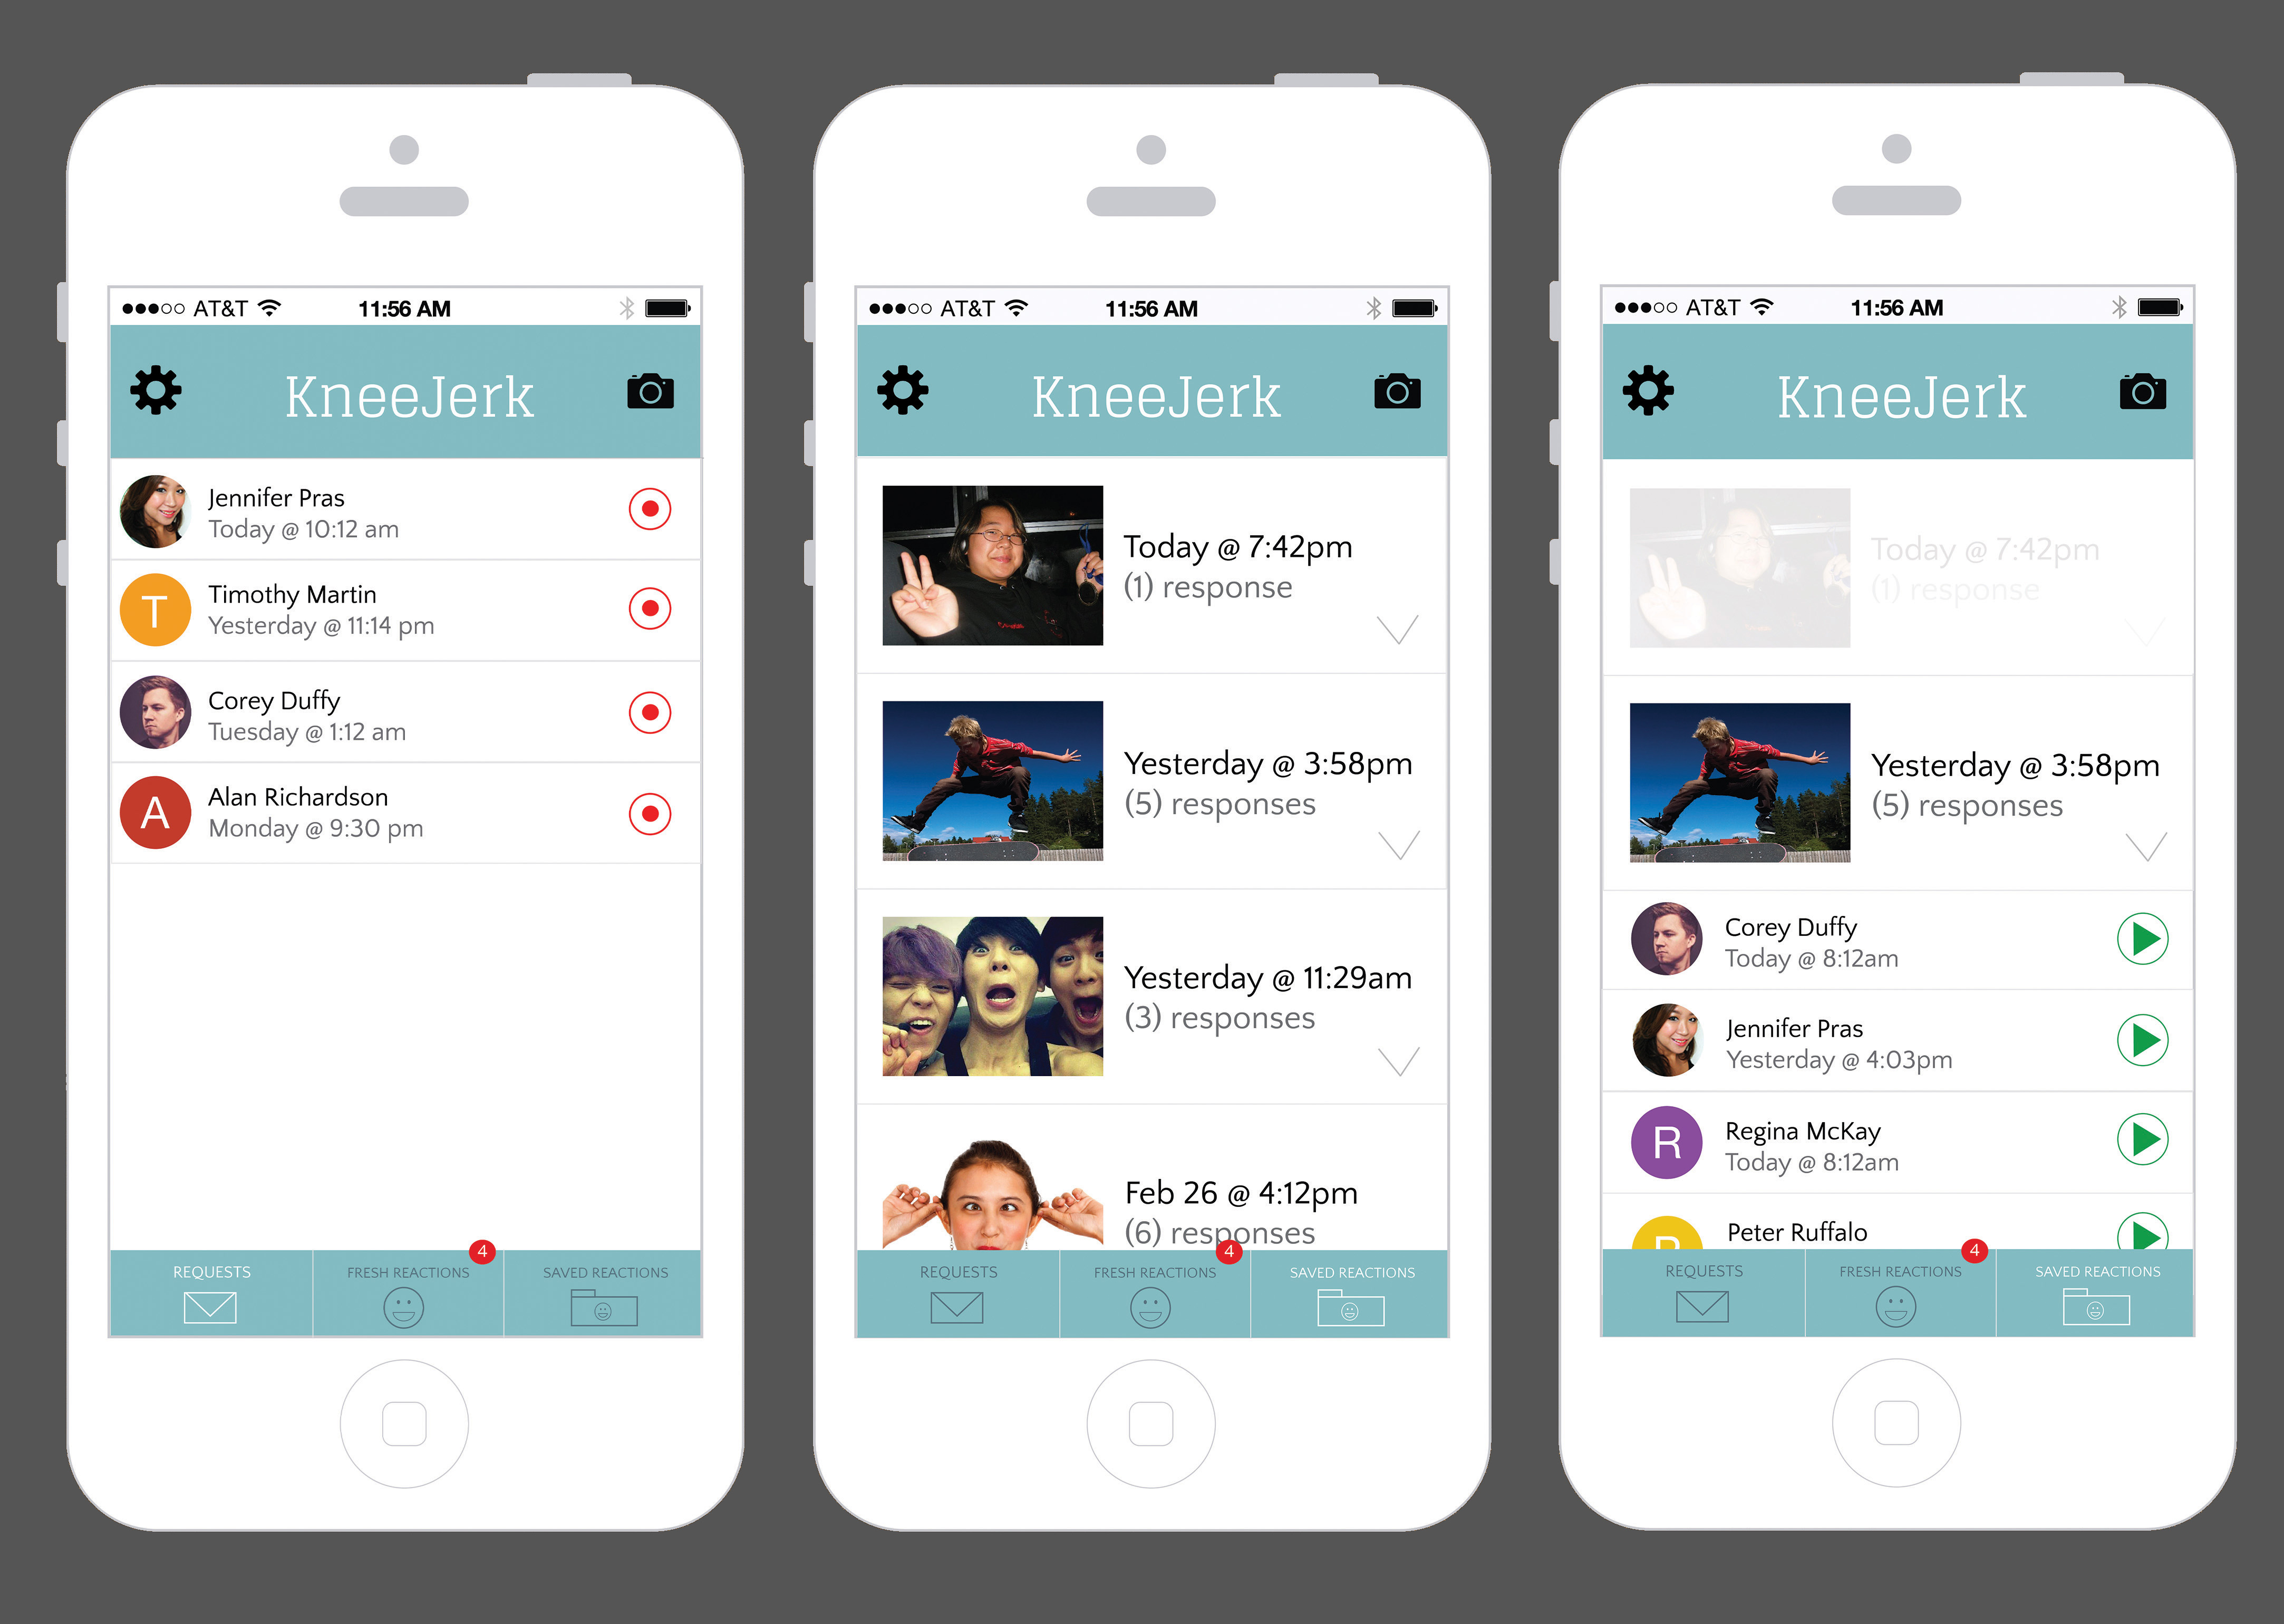 AT&T 11:56 AM
KneeJerk
Jennifer Pras
Today @ 10:12 am
T
Timothy Martin
Yesterday @ 11:14 pm
Corey Duffy
Tuesday @ 1:12 am
A
Alan Richardson
Monday @ 9:30 pm
4
REQUESTS FRESH REACTIONS SAVED REACTIONS
AT&T 11:56 AM
KneeJerk
Today @ 7:42pm
(1) response
Yesterday @ 3:58pm
(5) responses
Yesterday @ 11:29am
(3) responses
Feb 26 @ 4:12pm
(6) responses
4
REQUESTS FRESH REACTIONS SAVED REACTIONS
AT&T 11:56 AM
KneeJerk
Today @ 7:42pm
(1) response
Yesterday @ 3:58pm
(5) responses
Corey Duffy
Today @ 8:12am
Jennifer Pras
Yesterday @ 4:03pm
R
Regina McKay
Today @ 8:12am
Peter Ruffalo
4
REQUESTS FRESH REACTIONS SAVED REACTIONS